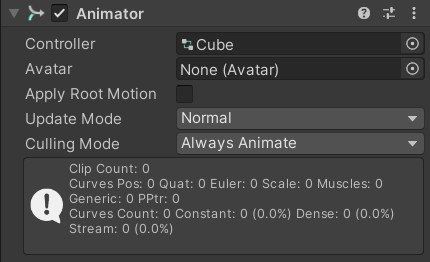 Animator
Controller Cube
Avatar None (Avatar)
Apply Root Motion
Update Mode Normal
Culling Mode Always Animate
Clip Count: 0
Curves Pos: 0 Quat: 0 Euler: 0 Scale: 0 Muscles: 0
Generic: 0 PPtr: 0
Curves Count: 0 Constant: 0 (0.0%) Dense: 0 (0.0%)
Stream: 0 (0.0%)